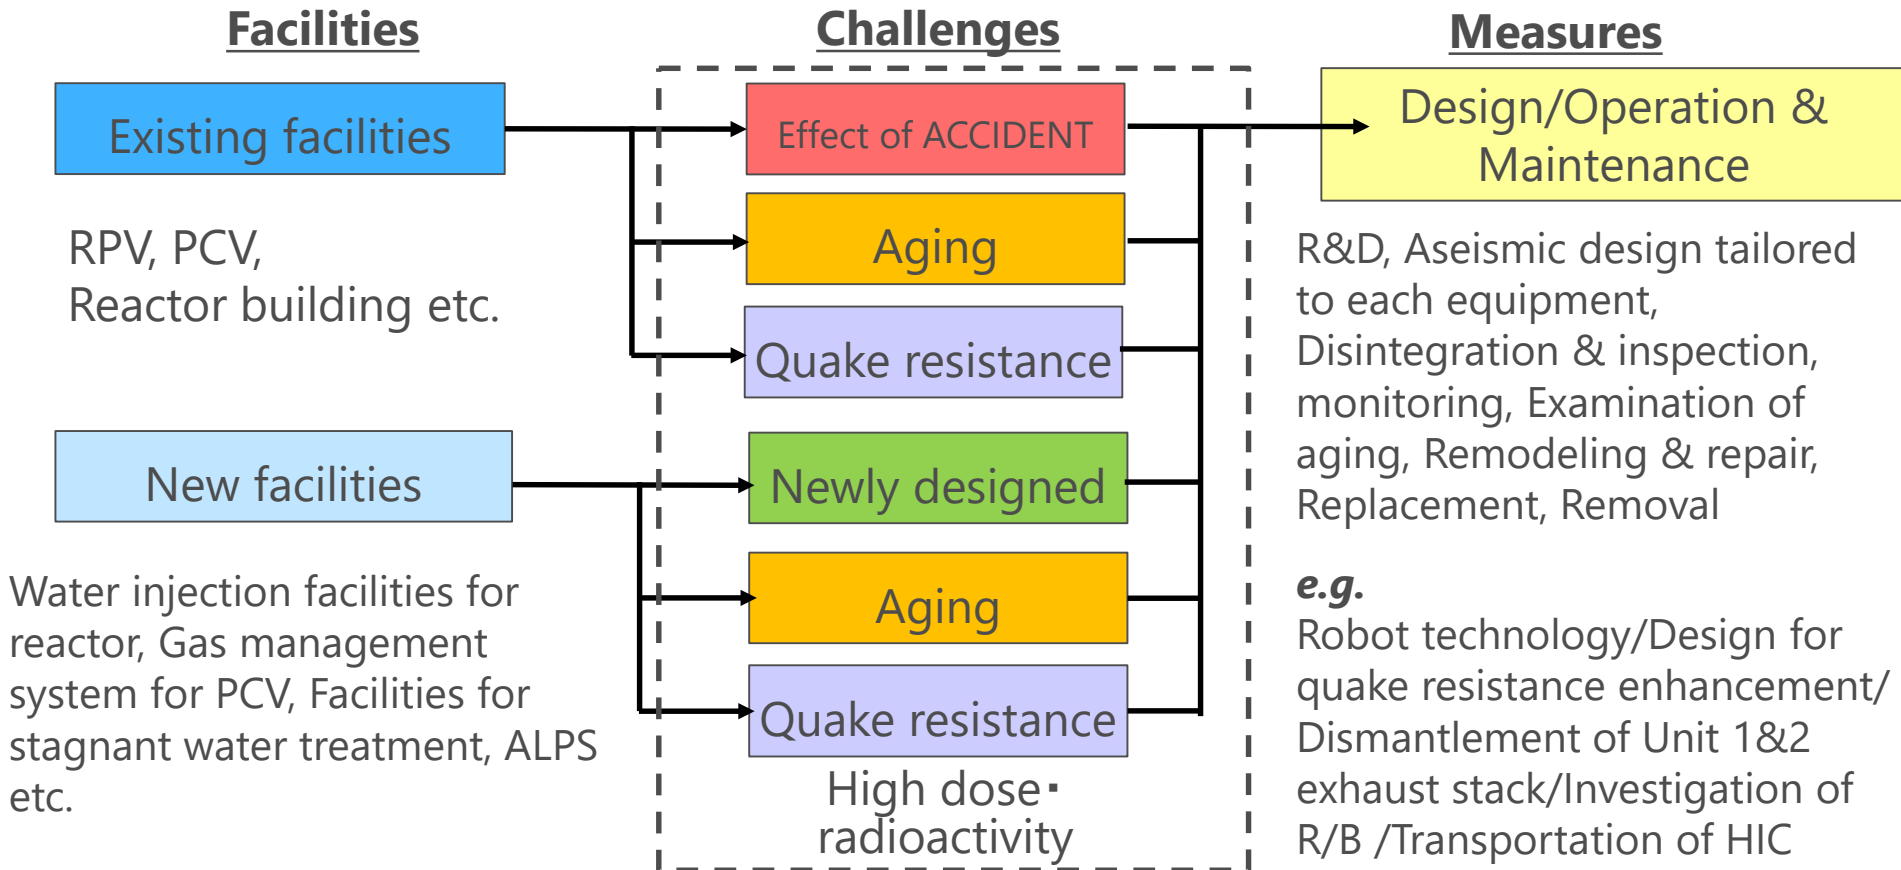 Facilities
Existing facilities
RPV, PCV,
Reactor building etc.
New facilities
Water injection facilities for
reactor, Gas management
system for PCV, Facilities for
stagnant water treatment, ALPS
etc.
Challenges
Effect of ACCIDENT
Aging
Quake resistance
Newly designed
Aging
Quake resistance
High dose・
radioactivity
Measures
Design/Operation &
Maintenance
R&D, Aseismic design tailored
to each equipment,
Disintegration & inspection,
monitoring, Examination of
aging, Remodeling & repair,
Replacement, Removal
e.g.
Robot technology/Design for
quake resistance enhancement/
Dismantlement of Unit 1&2
exhaust stack/Investigation of
R/B /Transportation of HIC